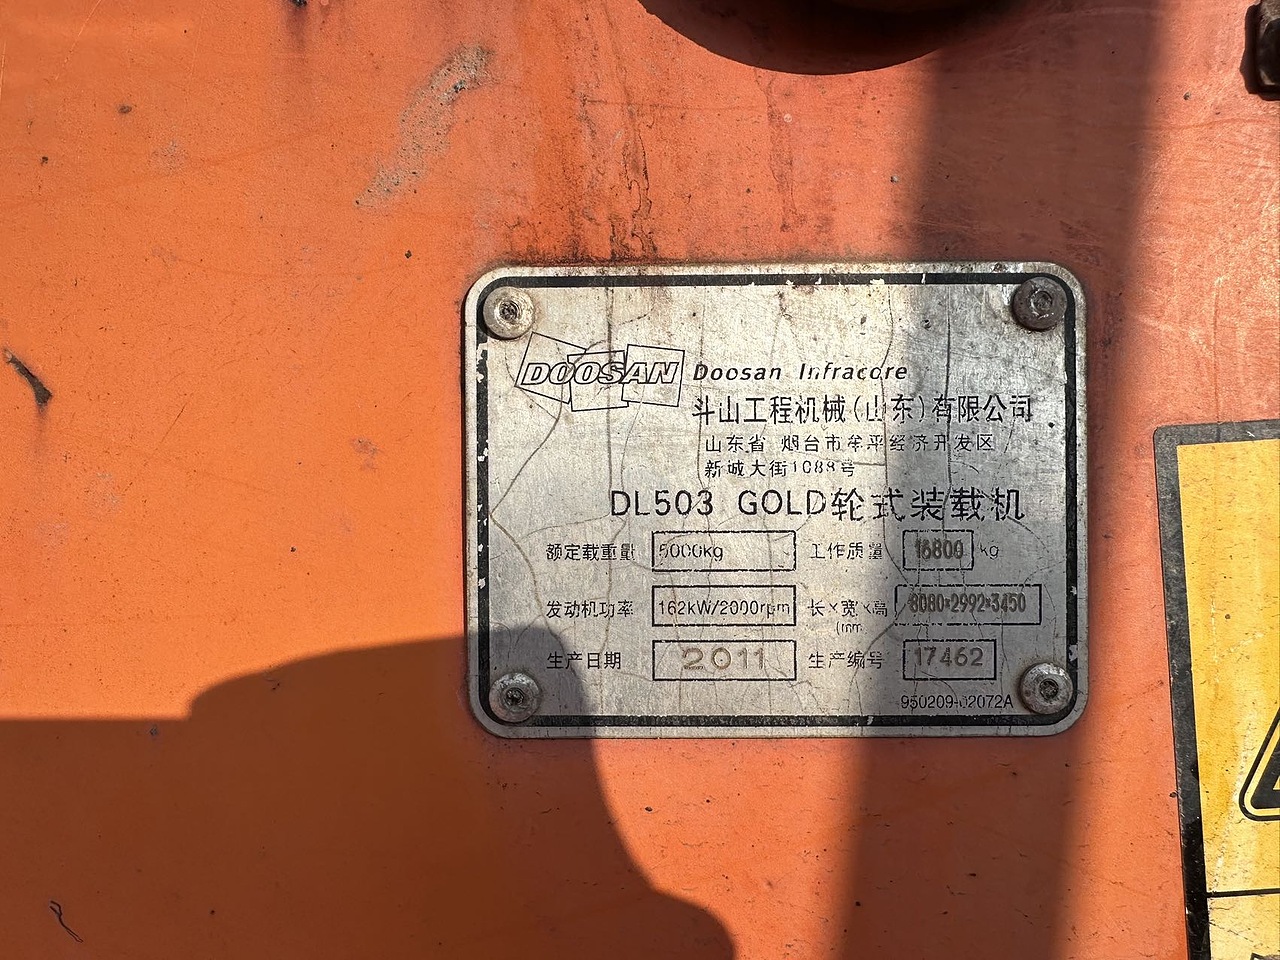 DOOSAN Doosan Infracore
斗山工程机械(山东)有限公司
山东省 烟台市牟平经济开发区
新城大街1088号
DL503 GOLD轮式装载机
额定载重量 5000kg 工作质量 16800 kg
发动机功率 162kW/2000rpm 长×宽×高 8080×2992×3450
(mm
生产日期 2011 生产编号 17462
950209-02072A